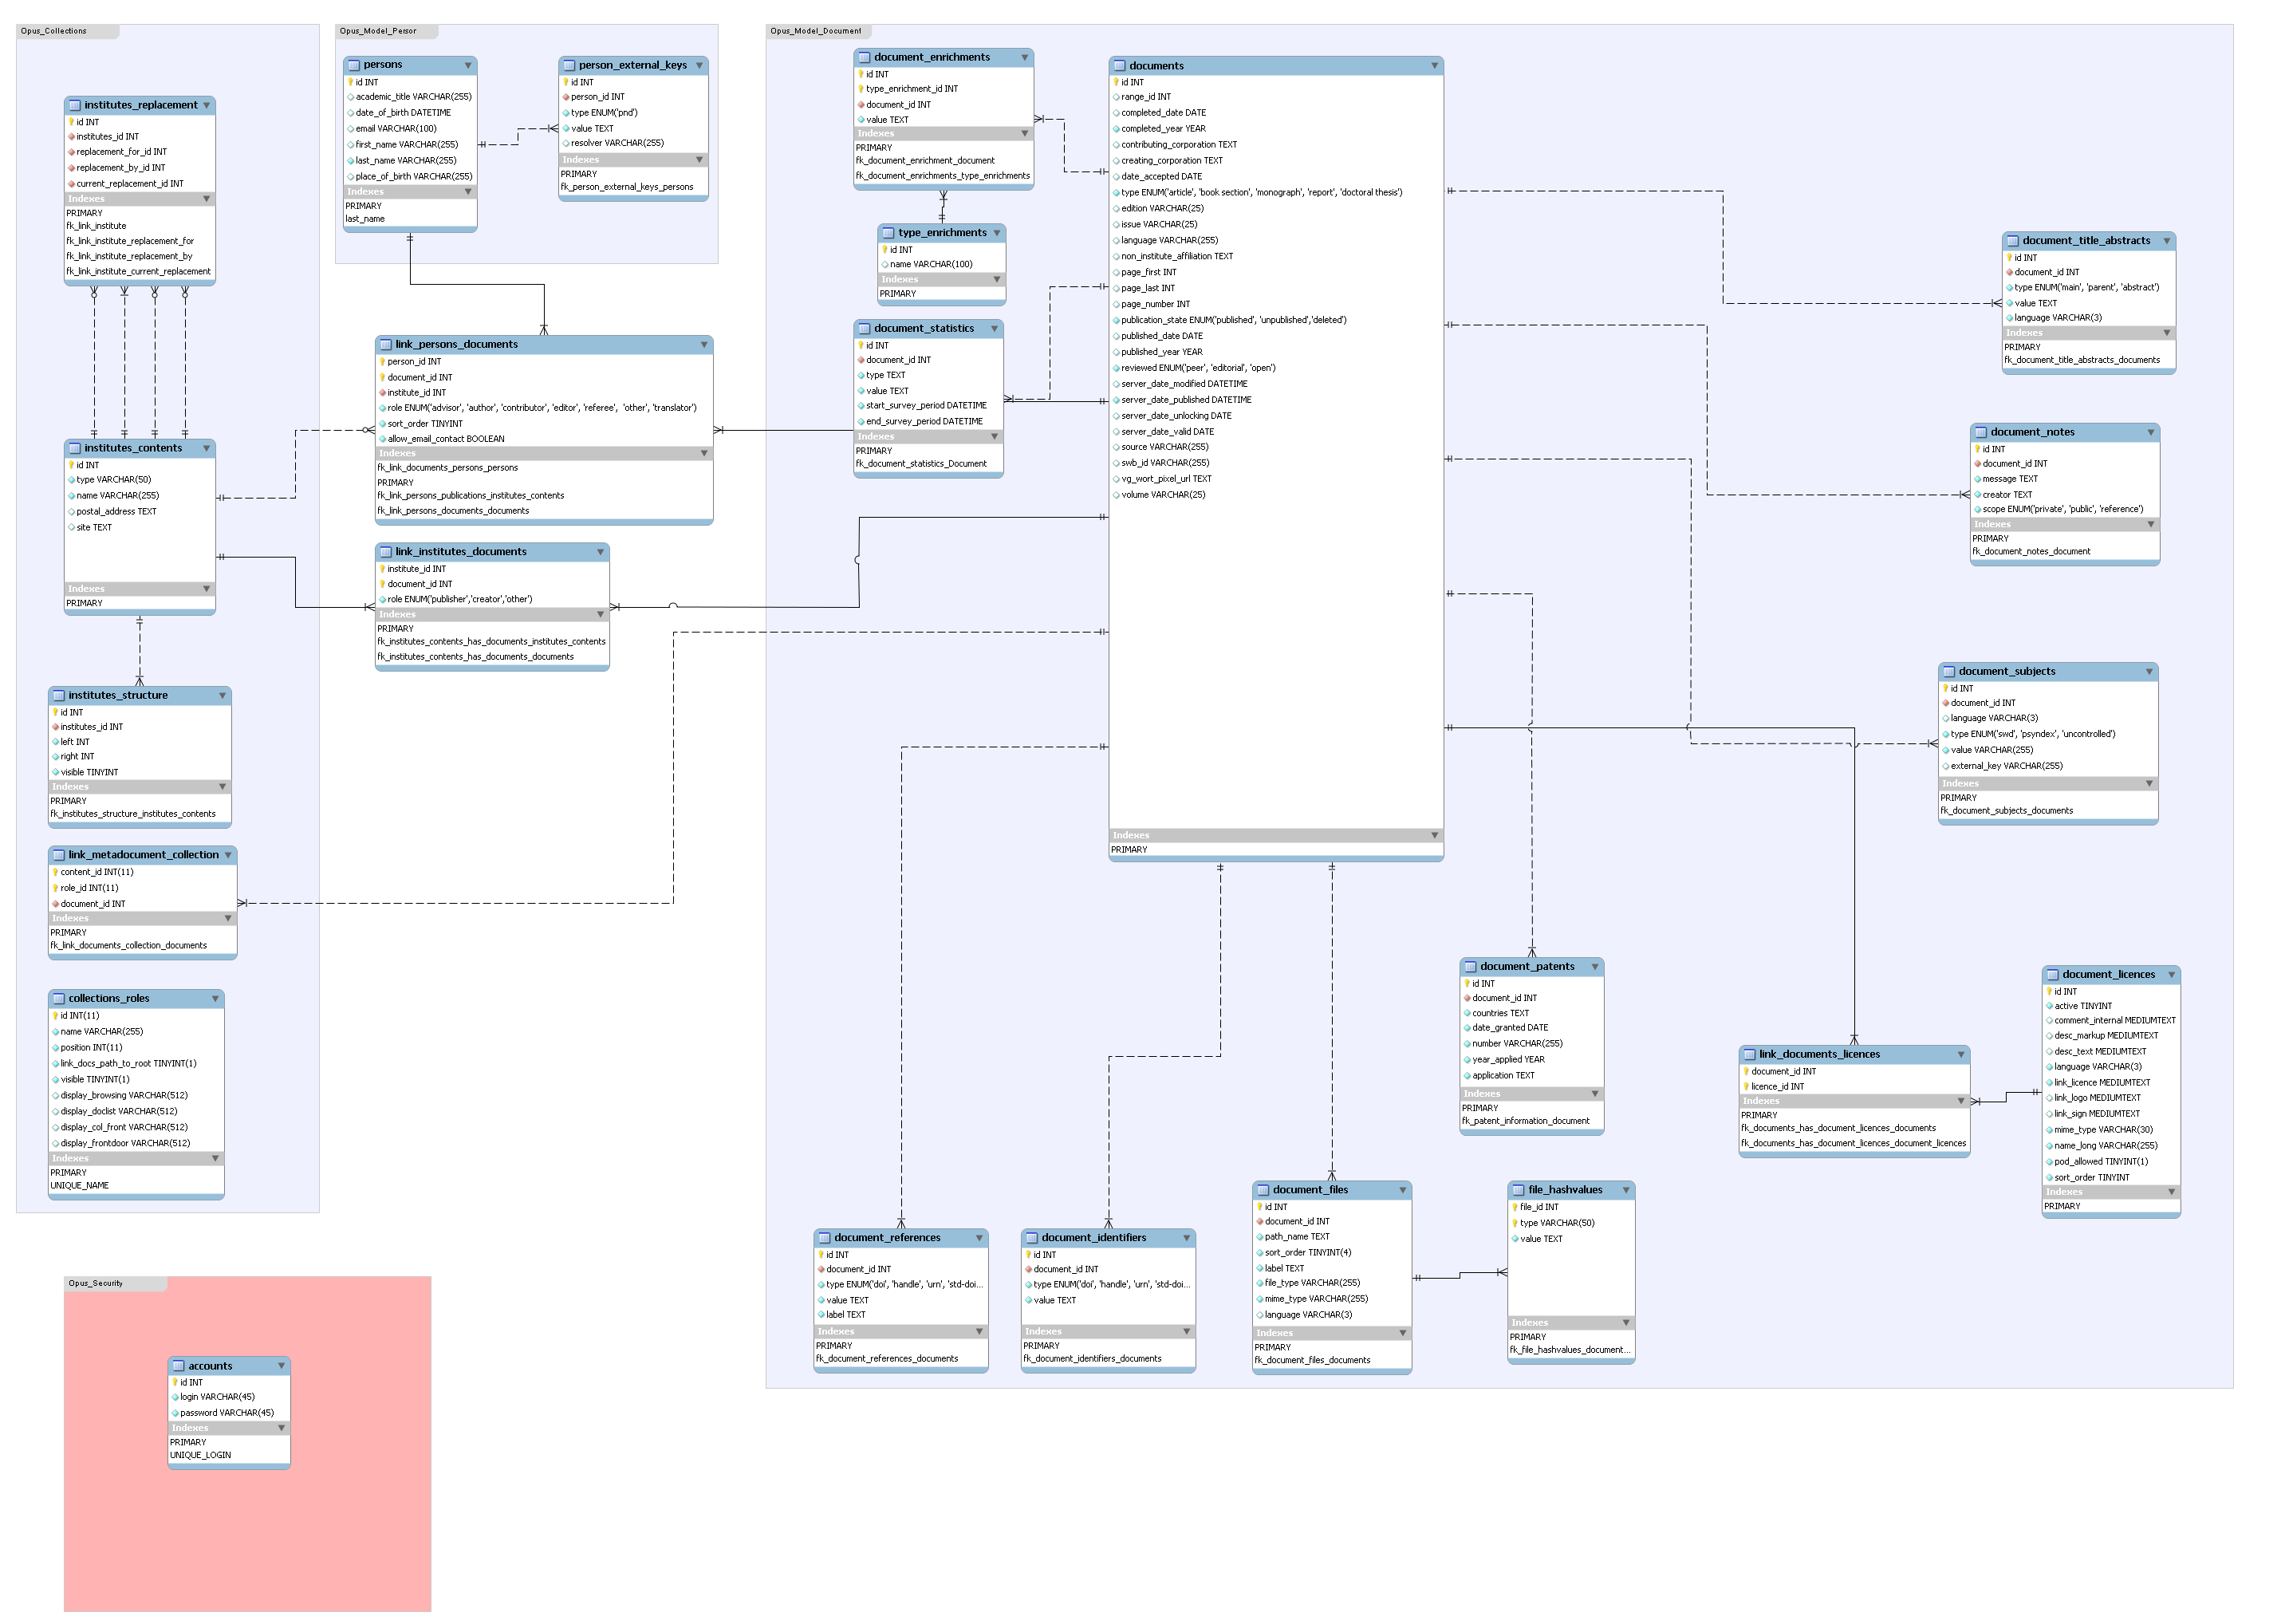 Opus_Collections
institutes_replacement
id INT
institutes_id INT
replacement_for_id INT
replacement_by_id INT
current_replacement_id INT
Indexes
PRIMARY
fk_link_institute
fk_link_institute_replacement_for
fk_link_institute_replacement_by
fk_link_institute_current_replacement
institutes_contents
id INT
type VARCHAR(50)
name VARCHAR(255)
postal_address TEXT
site TEXT
Indexes
PRIMARY
institutes_structure
id INT
institutes_id INT
left INT
right INT
visible TINYINT
Indexes
PRIMARY
fk_institutes_structure_institutes_contents
link_metadocument_collection
content_id INT(11)
role_id INT(11)
document_id INT
Indexes
PRIMARY
fk_link_documents_collection_documents
collections_roles
id INT(11)
name VARCHAR(255)
position INT(11)
link_docs_path_to_root TINYINT(1)
visible TINYINT(1)
display_browsing VARCHAR(512)
display_doclist VARCHAR(512)
display_col_front VARCHAR(512)
display_frontdoor VARCHAR(512)
Indexes
PRIMARY
UNIQUE_NAME
Opus_Security
accounts
id INT
login VARCHAR(45)
password VARCHAR(45)
Indexes
PRIMARY
UNIQUE_LOGIN
Opus_Model_Person
persons
id INT
academic_title VARCHAR(255)
date_of_birth DATETIME
email VARCHAR(100)
first_name VARCHAR(255)
last_name VARCHAR(255)
place_of_birth VARCHAR(255)
Indexes
PRIMARY
last_name
person_external_keys
id INT
person_id INT
type ENUM('pnd')
value TEXT
resolver VARCHAR(255)
Indexes
PRIMARY
fk_person_external_keys_persons
link_persons_documents
person_id INT
document_id INT
institute_id INT
role ENUM('advisor', 'author', 'contributor', 'editor', 'referee', 'other', 'translator')
sort_order TINYINT
allow_email_contact BOOLEAN
Indexes
fk_link_documents_persons_persons
PRIMARY
fk_link_persons_publications_institutes_contents
fk_link_persons_documents_documents
link_institutes_documents
institute_id INT
document_id INT
role ENUM('publisher','creator','other')
Indexes
PRIMARY
fk_institutes_contents_has_documents_institutes_contents
fk_institutes_contents_has_documents_documents
Opus_Model_Document
document_enrichments
id INT
type_enrichment_id INT
document_id INT
value TEXT
Indexes
PRIMARY
fk_document_enrichment_document
fk_document_enrichments_type_enrichments
type_enrichments
id INT
name VARCHAR(100)
Indexes
PRIMARY
document_statistics
id INT
document_id INT
type TEXT
value TEXT
start_survey_period DATETIME
end_survey_period DATETIME
Indexes
PRIMARY
fk_document_statistics_Document
documents
id INT
range_id INT
completed_date DATE
completed_year YEAR
contributing_corporation TEXT
creating_corporation TEXT
date_accepted DATE
type ENUM('article', 'book section', 'monograph', 'report', 'doctoral thesis')
edition VARCHAR(25)
issue VARCHAR(25)
language VARCHAR(255)
non_institute_affiliation TEXT
page_first INT
page_last INT
page_number INT
publication_state ENUM('published', 'unpublished','deleted')
published_date DATE
published_year YEAR
reviewed ENUM('peer', 'editorial', 'open')
server_date_modified DATETIME
server_date_published DATETIME
server_date_unlocking DATE
server_date_valid DATE
source VARCHAR(255)
swb_id VARCHAR(255)
vg_wort_pixel_url TEXT
volume VARCHAR(25)
Indexes
PRIMARY
document_title_abstracts
id INT
document_id INT
type ENUM('main', 'parent', 'abstract')
value TEXT
language VARCHAR(3)
Indexes
PRIMARY
fk_document_title_abstracts_documents
document_notes
id INT
document_id INT
message TEXT
creator TEXT
scope ENUM('private', 'public', 'reference')
Indexes
PRIMARY
fk_document_notes_document
document_subjects
id INT
document_id INT
language VARCHAR(3)
type ENUM('swd', 'psyndex', 'uncontrolled')
value VARCHAR(255)
external_key VARCHAR(255)
Indexes
PRIMARY
fk_document_subjects_documents
document_patents
id INT
document_id INT
countries TEXT
date_granted DATE
number VARCHAR(255)
year_applied YEAR
application TEXT
Indexes
PRIMARY
fk_patent_information_document
link_documents_licences
document_id INT
licence_id INT
Indexes
PRIMARY
fk_documents_has_document_licences_documents
fk_documents_has_document_licences_document_licences
document_licences
id INT
active TINYINT
comment_internal MEDIUMTEXT
desc_markup MEDIUMTEXT
desc_text MEDIUMTEXT
language VARCHAR(3)
link_licence MEDIUMTEXT
link_logo MEDIUMTEXT
link_sign MEDIUMTEXT
mime_type VARCHAR(30)
name_long VARCHAR(255)
pod_allowed TINYINT(1)
sort_order TINYINT
Indexes
PRIMARY
document_references
id INT
document_id INT
type ENUM('doi', 'handle', 'urn', 'std-doi...
value TEXT
label TEXT
Indexes
PRIMARY
fk_document_references_documents
document_identifiers
id INT
document_id INT
type ENUM('doi', 'handle', 'urn', 'std-doi...
value TEXT
Indexes
PRIMARY
fk_document_identifiers_documents
document_files
id INT
document_id INT
path_name TEXT
sort_order TINYINT(4)
label TEXT
file_type VARCHAR(255)
mime_type VARCHAR(255)
language VARCHAR(3)
Indexes
PRIMARY
fk_document_files_documents
file_hashvalues
file_id INT
type VARCHAR(50)
value TEXT
Indexes
PRIMARY
fk_file_hashvalues_document...